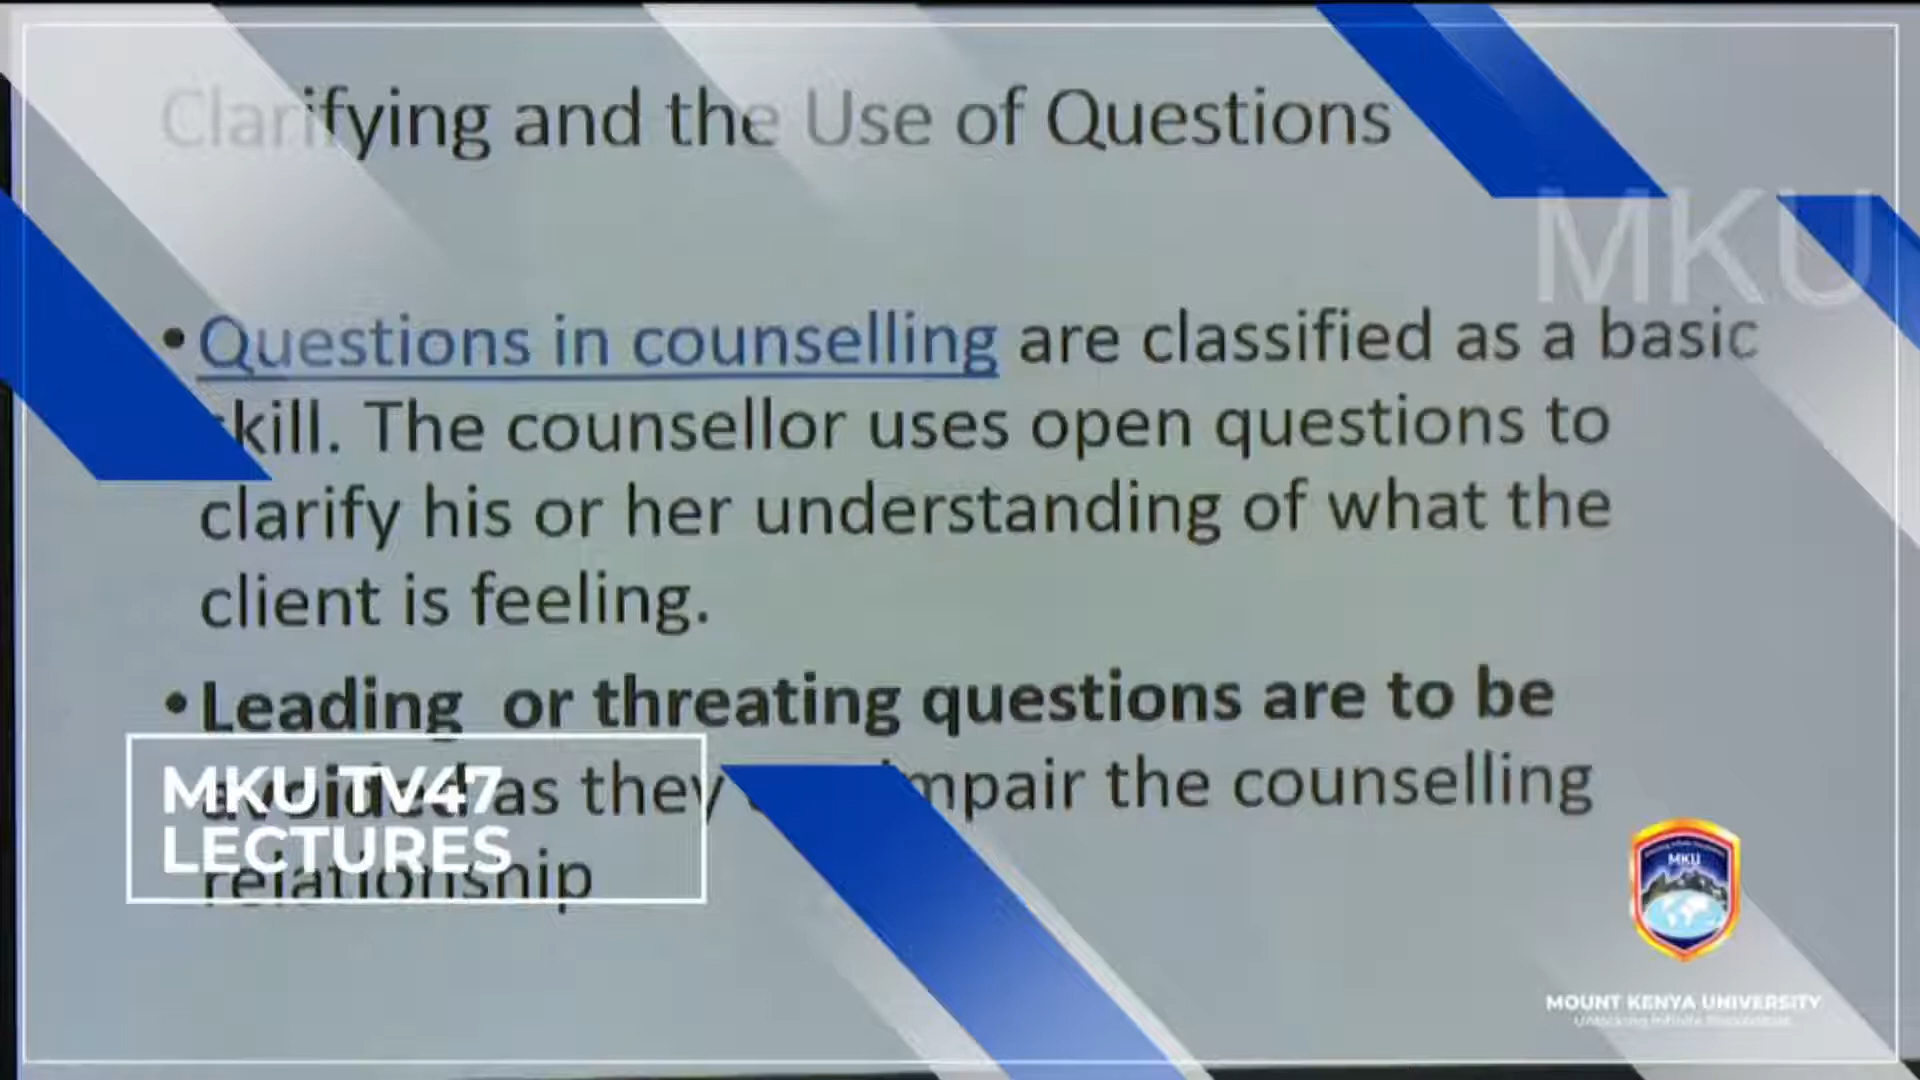 Clarifying and the Use of Questions
MKU
• Questions in counselling are classified as a basic
skill. The counsellor uses open questions to
clarify his or her understanding of what the
client is feeling.
• Leading or threating questions are to be
avoided as they impair the counselling
relationship
MKU TV47
LECTURES
MKU
MOUNT KENYA UNIVERSITY